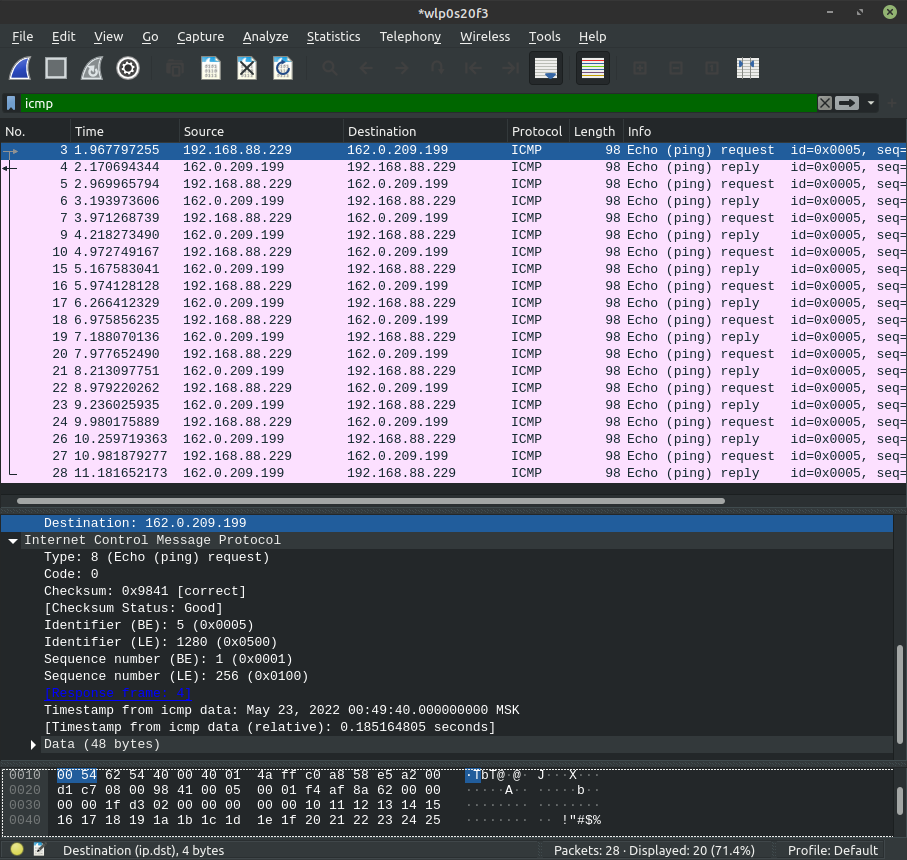 *wlp0s20f3
File Edit View Go Capture Analyze Statistics Telephony Wireless Tools Help
icmp
No. Time Source Destination Protocol Length Info
3 1.967797255 192.168.88.229 162.0.209.199 ICMP 98 Echo (ping) request id=0x0005, seq=
4 2.170694344 162.0.209.199 192.168.88.229 ICMP 98 Echo (ping) reply id=0x0005, seq=
5 2.969965794 192.168.88.229 162.0.209.199 ICMP 98 Echo (ping) request id=0x0005, seq=
6 3.193973606 162.0.209.199 192.168.88.229 ICMP 98 Echo (ping) reply id=0x0005, seq=
7 3.971268739 192.168.88.229 162.0.209.199 ICMP 98 Echo (ping) request id=0x0005, seq=
9 4.218273490 162.0.209.199 192.168.88.229 ICMP 98 Echo (ping) reply id=0x0005, seq=
10 4.972749167 192.168.88.229 162.0.209.199 ICMP 98 Echo (ping) request id=0x0005, seq=
15 5.167583041 162.0.209.199 192.168.88.229 ICMP 98 Echo (ping) reply id=0x0005, seq=
16 5.974128128 192.168.88.229 162.0.209.199 ICMP 98 Echo (ping) request id=0x0005, seq=
17 6.266412329 162.0.209.199 192.168.88.229 ICMP 98 Echo (ping) reply id=0x0005, seq=
18 6.975856235 192.168.88.229 162.0.209.199 ICMP 98 Echo (ping) request id=0x0005, seq=
19 7.188070136 162.0.209.199 192.168.88.229 ICMP 98 Echo (ping) reply id=0x0005, seq=
20 7.977652490 192.168.88.229 162.0.209.199 ICMP 98 Echo (ping) request id=0x0005, seq=
21 8.213097751 162.0.209.199 192.168.88.229 ICMP 98 Echo (ping) reply id=0x0005, seq=
22 8.979220262 192.168.88.229 162.0.209.199 ICMP 98 Echo (ping) request id=0x0005, seq=
23 9.236025935 162.0.209.199 192.168.88.229 ICMP 98 Echo (ping) reply id=0x0005, seq=
24 9.980175889 192.168.88.229 162.0.209.199 ICMP 98 Echo (ping) request id=0x0005, seq=
26 10.259719363 162.0.209.199 192.168.88.229 ICMP 98 Echo (ping) reply id=0x0005, seq=
27 10.981879277 192.168.88.229 162.0.209.199 ICMP 98 Echo (ping) request id=0x0005, seq=
28 11.181652173 162.0.209.199 192.168.88.229 ICMP 98 Echo (ping) reply id=0x0005, seq=
Destination: 162.0.209.199
Internet Control Message Protocol
Type: 8 (Echo (ping) request)
Code: 0
Checksum: 0x9841 [correct]
[Checksum Status: Good]
Identifier (BE): 5 (0x0005)
Identifier (LE): 1280 (0x0500)
Sequence number (BE): 1 (0x0001)
Sequence number (LE): 256 (0x0100)
[Response frame: 4]
Timestamp from icmp data: May 23, 2022 00:49:40.000000000 MSK
[Timestamp from icmp data (relative): 0.185164805 seconds]
Data (48 bytes)
0010 00 54 62 54 40 00 40 01 4a ff c0 a8 58 e5 a2 00 ·TbT@·@· J···X···
0020 d1 c7 08 00 98 41 00 05 00 01 f4 af 8a 62 00 00 ·····A·· ·····b··
0030 00 00 1f d3 02 00 00 00 00 00 10 11 12 13 14 15 ········ ········
0040 16 17 18 19 1a 1b 1c 1d 1e 1f 20 21 22 23 24 25 ········ ·· !"#$%
Destination (ip.dst), 4 bytes Packets: 28 · Displayed: 20 (71.4%) Profile: Default